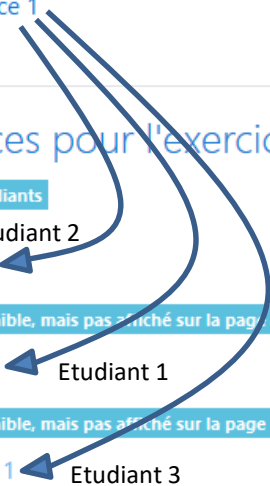 ce 1
ces pour l'exercic
diants
udiant 2
ible, mais pas affiché sur la page
Etudiant 1
ible, mais pas affiché sur la page
1
Etudiant 3